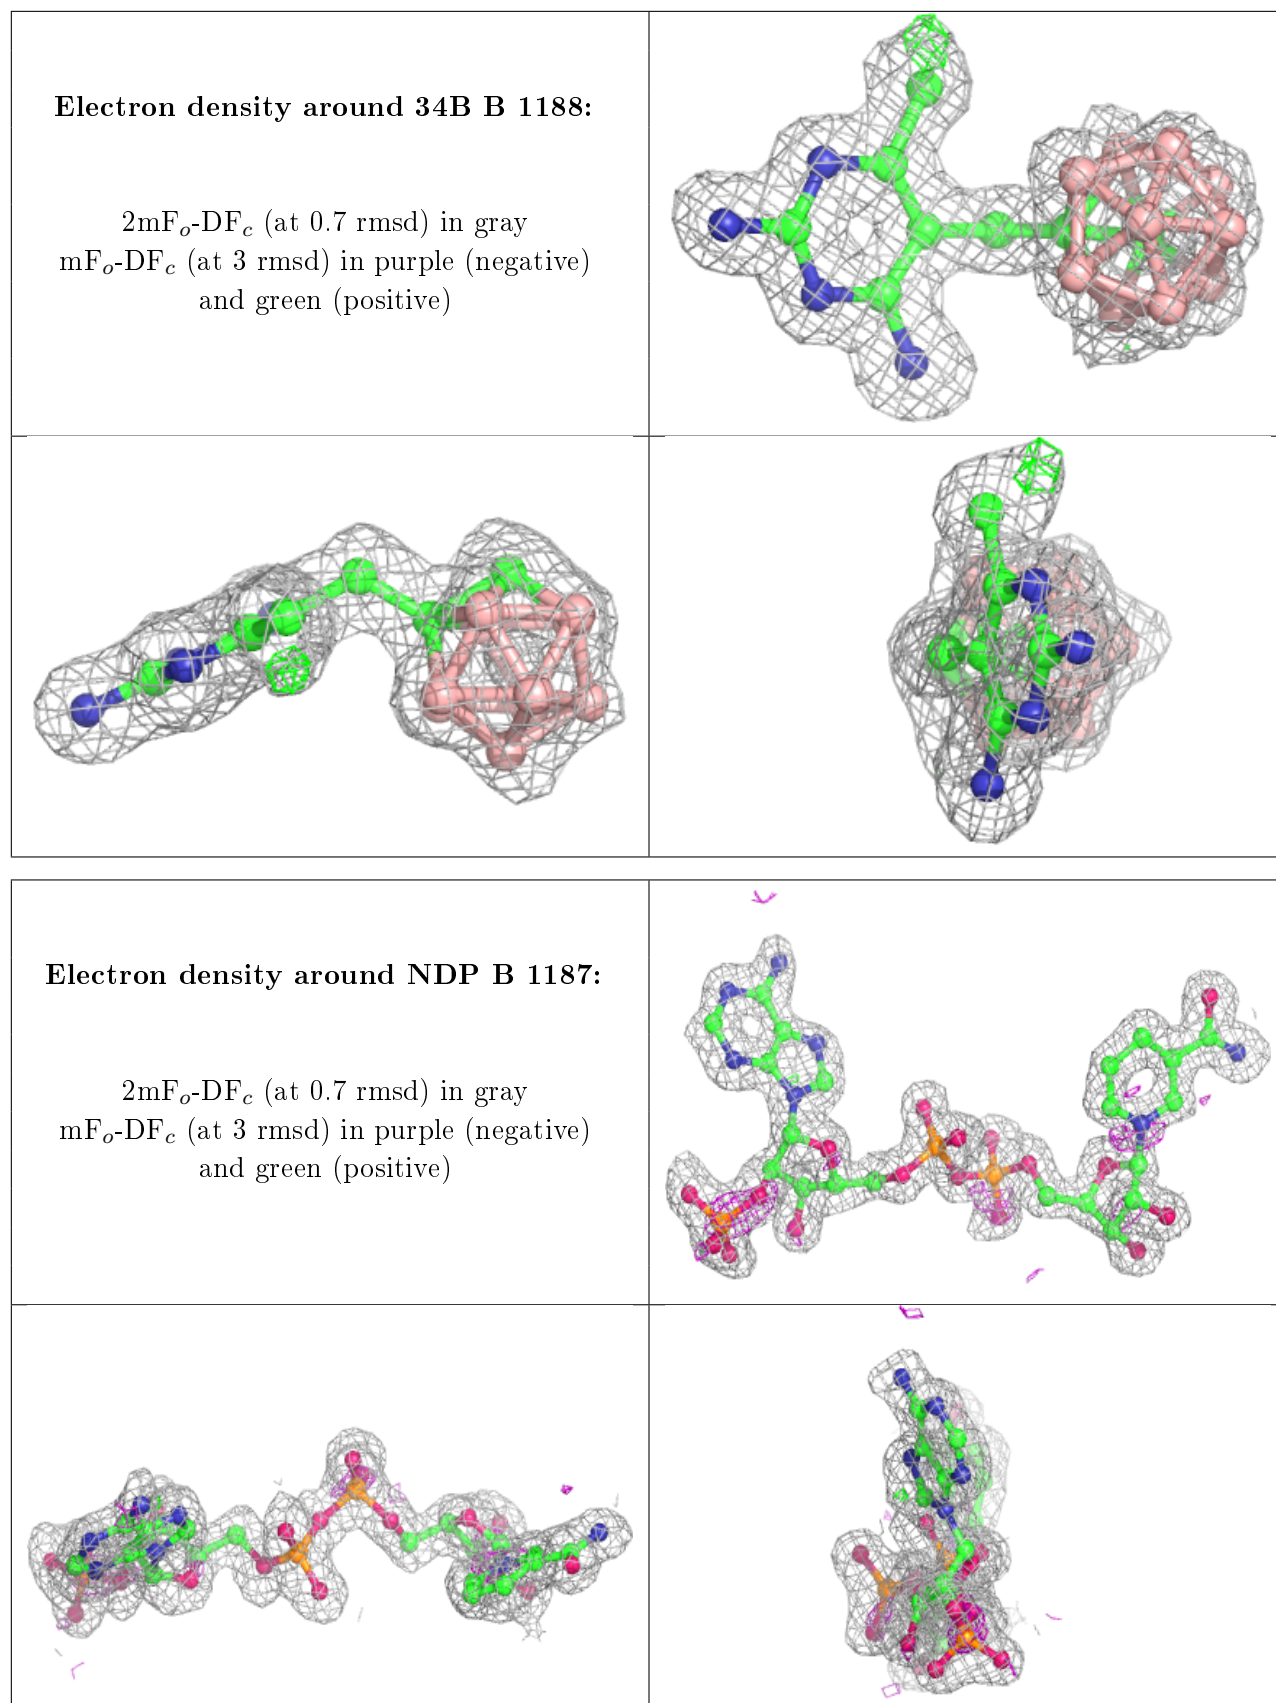 Electron density around 34B B 1188:
2mFₒ-DF𝒸 (at 0.7 rmsd) in gray
mFₒ-DF𝒸 (at 3 rmsd) in purple (negative)
and green (positive)
Electron density around NDP B 1187:
2mFₒ-DF𝒸 (at 0.7 rmsd) in gray
mFₒ-DF𝒸 (at 3 rmsd) in purple (negative)
and green (positive)